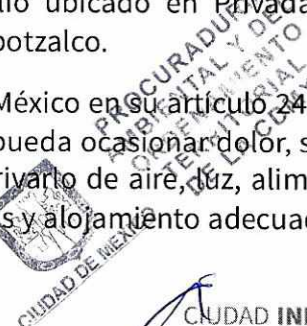 lio ubicado en Privada
potzalco.
México en su artículo 24
pueda ocasionar dolor, s
rivarlo de aire, luz, alim
s y alojamiento adecuad
PROCURADURÍA
AMBIENTAL Y DEL
ORDENAMIENTO
TERRITORIAL
DE LA CDMX
CIUDAD DE MÉXICO
CIUDAD IN